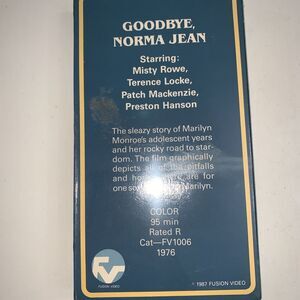 GOODBYE,
NORMA JEAN
Starring:
Misty Rowe,
Terence Locke,
Patch Mackenzie,
Preston Hanson
The sleazy story of Marilyn
Monroe's adolescent years
and her rocky road to star-
dom. The film graphically
depicts all the pitfalls
and are for
one Marilyn.
COLOR
95 min
Rated R
Cat—FV1006
1976
FV
FUSION VIDEO
© 1987 FUSION VIDEO